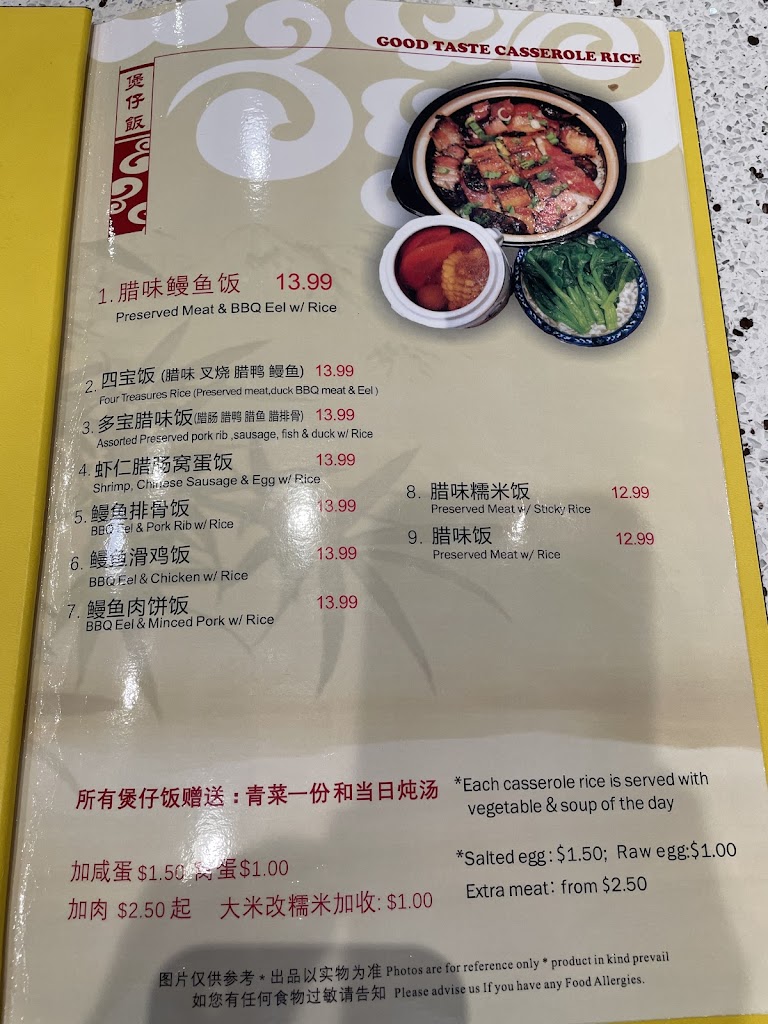 GOOD TASTE CASSEROLE RICE
煲仔飯
1. 腊味鳗鱼饭 13.99
Preserved Meat & BBQ Eel w/ Rice
2. 四宝饭 (腊味 叉烧 腊鸭 鳗鱼) 13.99
Four Treasures Rice (Preserved meat,duck BBQ meat & Eel )
3. 多宝腊味饭(腊肠 腊鸭 腊鱼 腊排骨) 13.99
Assorted Preserved pork rib ,sausage, fish & duck w/ Rice
4. 虾仁腊肠窝蛋饭 13.99
Shrimp, Chinese Sausage & Egg w/ Rice
5. 鳗鱼排骨饭 13.99
BBQ Eel & Pork Rib w/ Rice
6. 鳗鱼滑鸡饭 13.99
BBQ Eel & Chicken w/ Rice
7. 鳗鱼肉饼饭 13.99
BBQ Eel & Minced Pork w/ Rice
8. 腊味糯米饭 12.99
Preserved Meat w/ Sticky Rice
9. 腊味饭 12.99
Preserved Meat w/ Rice
所有煲仔饭赠送：青菜一份和当日炖汤
*Each casserole rice is served with
vegetable & soup of the day
加咸蛋 $1.50 窝蛋$1.00
加肉 $2.50 起 大米改糯米加收: $1.00
*Salted egg: $1.50; Raw egg:$1.00
Extra meat: from $2.50
图片仅供参考 * 出品以实物为准 Photos are for reference only * product in kind prevail
如您有任何食物过敏请告知 Please advise us If you have any Food Allergies.